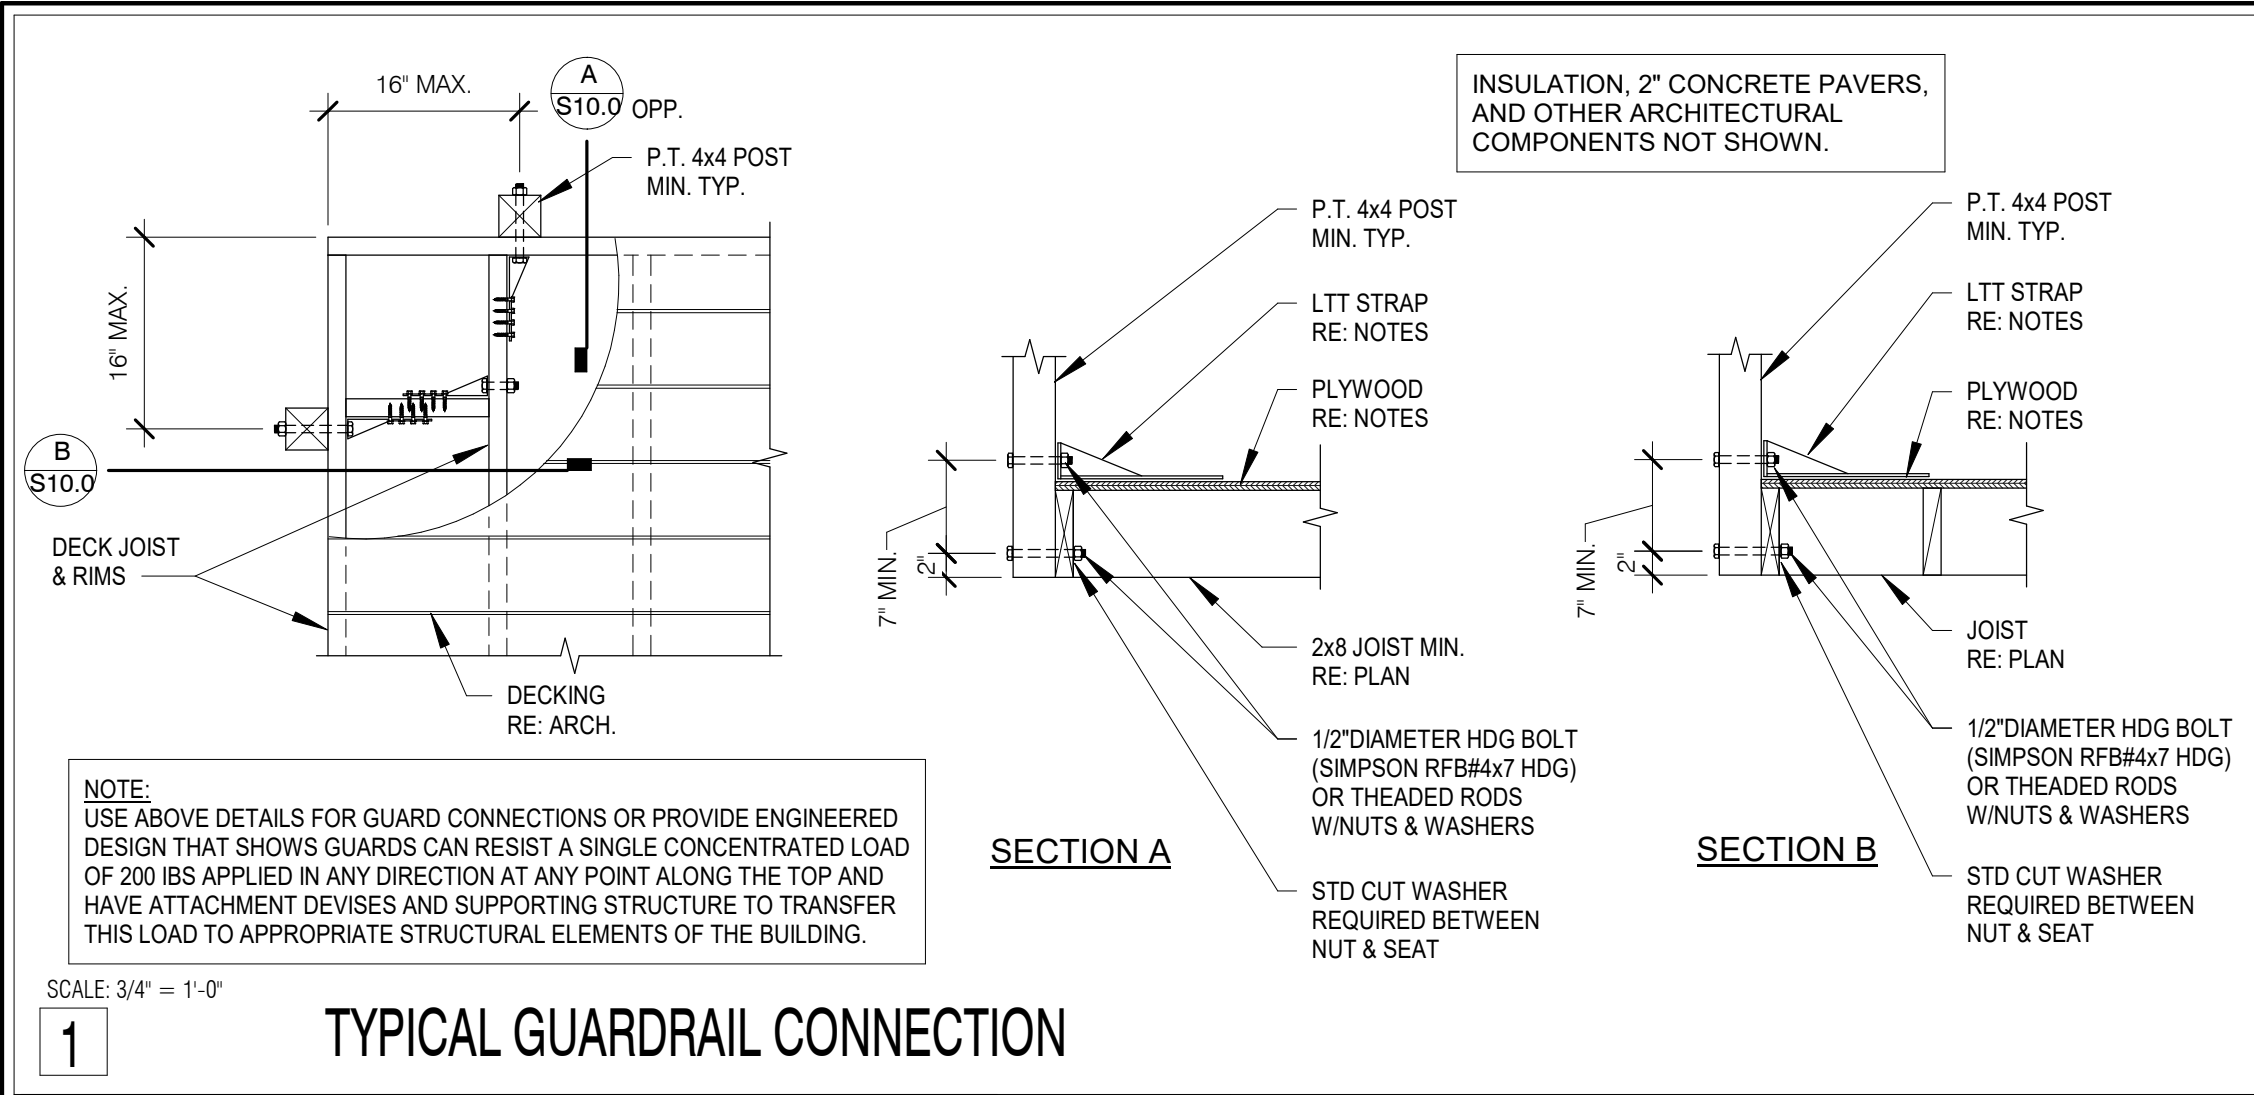 16" MAX.
A
S10.0 OPP.
P.T. 4x4 POST
MIN. TYP.
16" MAX.
B
S10.0
DECK JOIST
& RIMS
DECKING
RE: ARCH.
INSULATION, 2" CONCRETE PAVERS,
AND OTHER ARCHITECTURAL
COMPONENTS NOT SHOWN.
P.T. 4x4 POST
MIN. TYP.
LTT STRAP
RE: NOTES
PLYWOOD
RE: NOTES
7" MIN.
2"
2x8 JOIST MIN.
RE: PLAN
1/2"DIAMETER HDG BOLT
(SIMPSON RFB#4x7 HDG)
OR THEADED RODS
W/NUTS & WASHERS
STD CUT WASHER
REQUIRED BETWEEN
NUT & SEAT
SECTION A
P.T. 4x4 POST
MIN. TYP.
LTT STRAP
RE: NOTES
PLYWOOD
RE: NOTES
7" MIN.
2"
JOIST
RE: PLAN
1/2"DIAMETER HDG BOLT
(SIMPSON RFB#4x7 HDG)
OR THEADED RODS
W/NUTS & WASHERS
STD CUT WASHER
REQUIRED BETWEEN
NUT & SEAT
SECTION B
NOTE:
USE ABOVE DETAILS FOR GUARD CONNECTIONS OR PROVIDE ENGINEERED
DESIGN THAT SHOWS GUARDS CAN RESIST A SINGLE CONCENTRATED LOAD
OF 200 IBS APPLIED IN ANY DIRECTION AT ANY POINT ALONG THE TOP AND
HAVE ATTACHMENT DEVISES AND SUPPORTING STRUCTURE TO TRANSFER
THIS LOAD TO APPROPRIATE STRUCTURAL ELEMENTS OF THE BUILDING.
SCALE: 3/4" = 1'-0"
1
TYPICAL GUARDRAIL CONNECTION